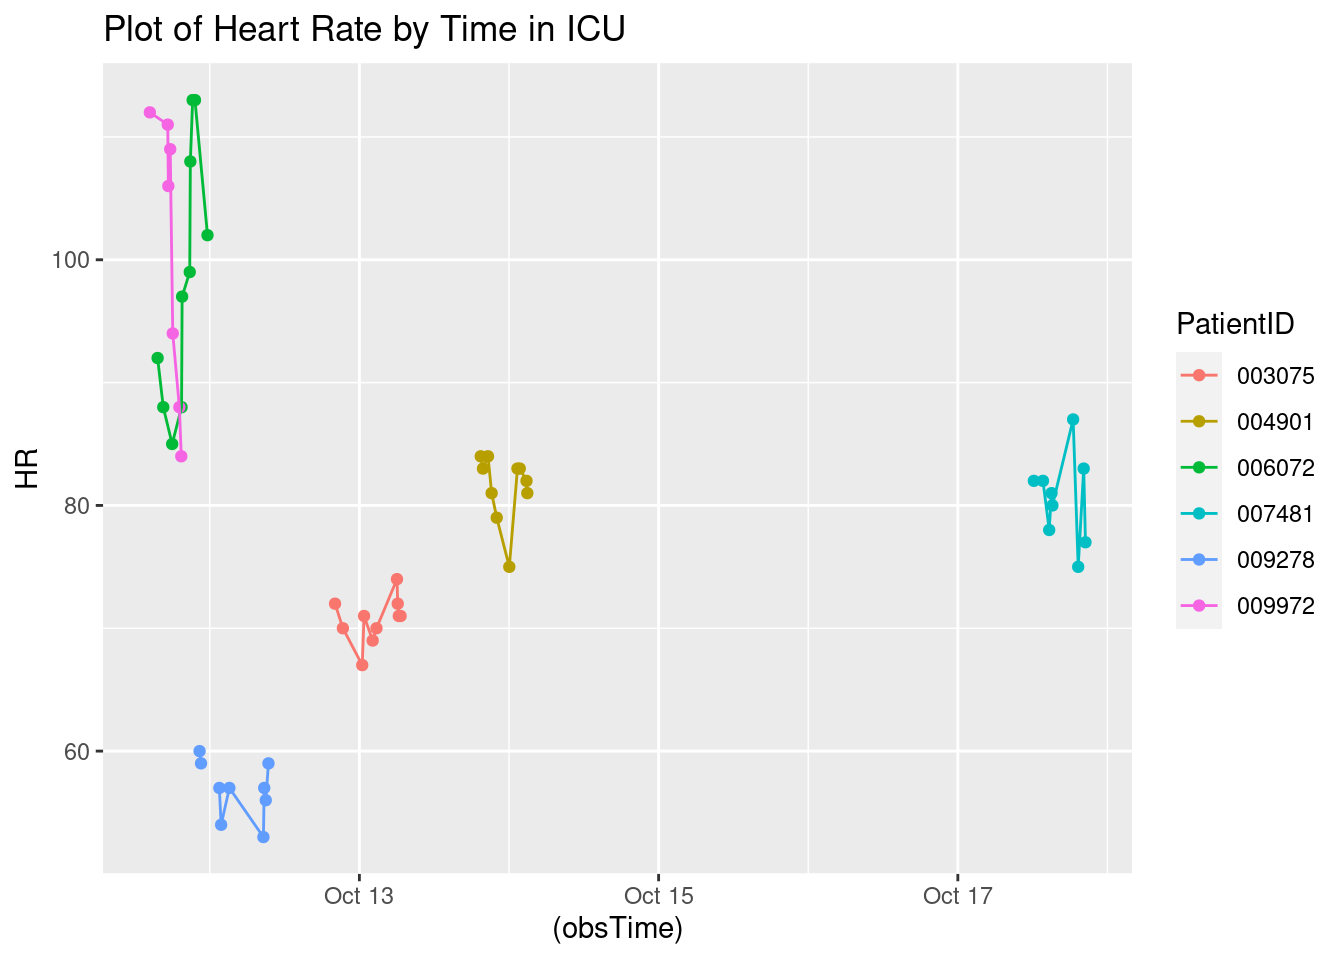 Plot of Heart Rate by Time in ICU
HR
100
80
60
Oct 13
Oct 15
Oct 17
(obsTime)
PatientID
003075
004901
006072
007481
009278
009972